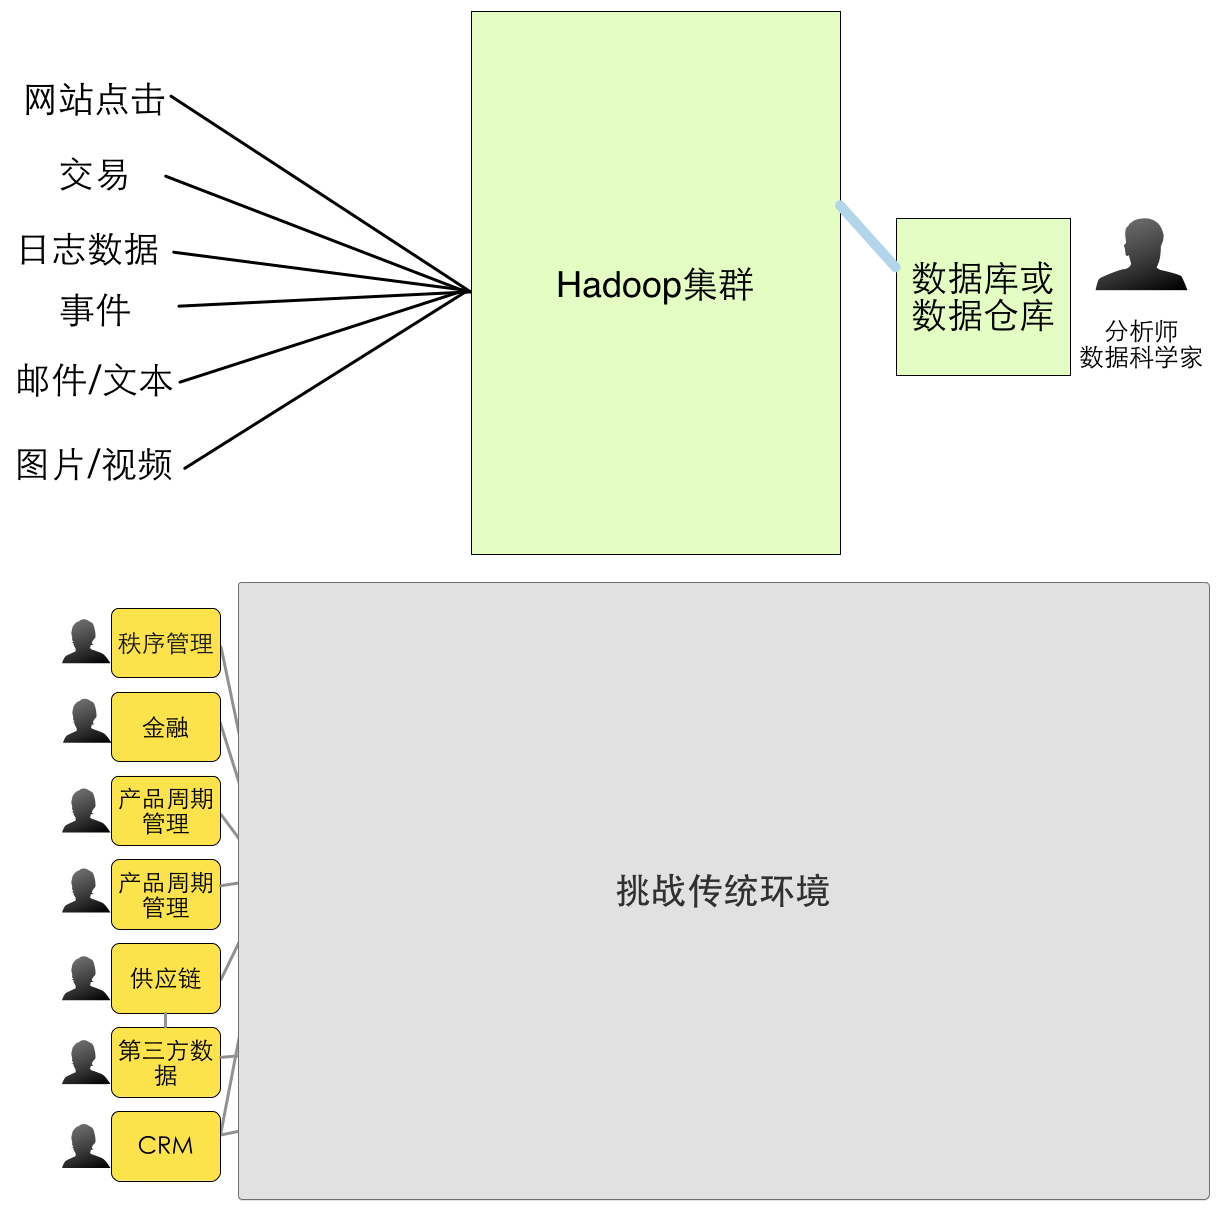 网站点击
交易
日志数据
事件
邮件/文本
图片/视频
Hadoop集群
数据库或
数据仓库
分析师
数据科学家
秩序管理
金融
产品周期
管理
产品周期
管理
供应链
第三方数
据
CRM
挑战传统环境